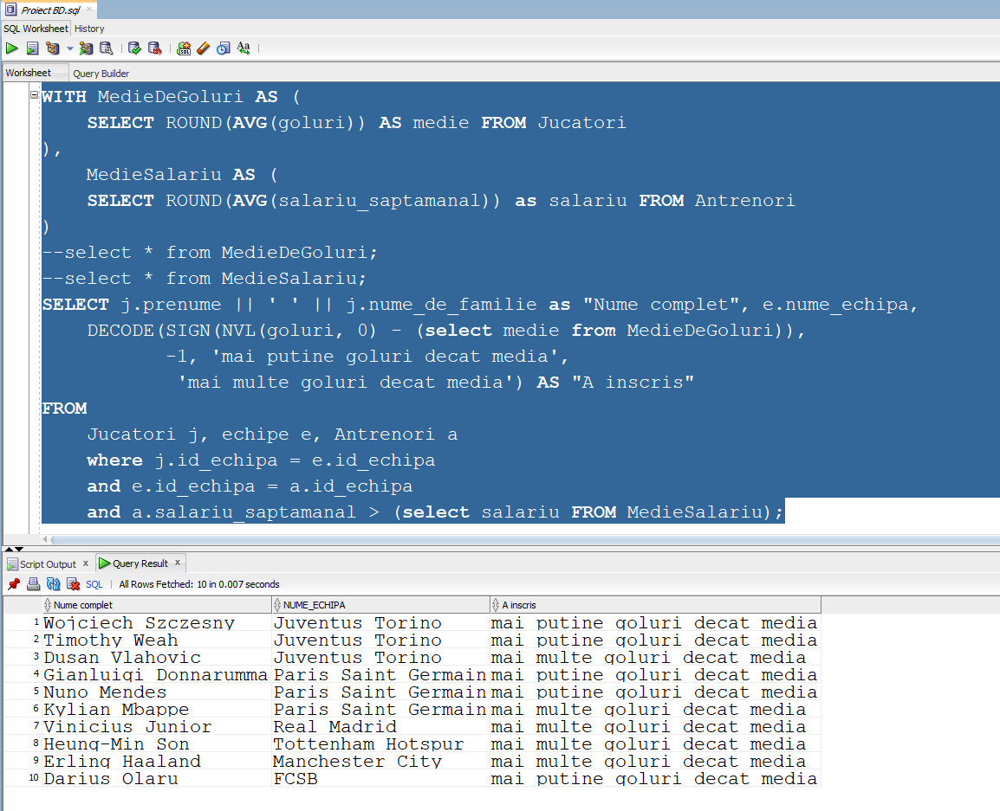 Proiect BD.sql ×
SQL Worksheet History
Aa
Worksheet Query Builder
WITH MedieDeGoluri AS (
SELECT ROUND(AVG(goluri)) AS medie FROM Jucatori
),
MedieSalariu AS (
SELECT ROUND(AVG(salariu_saptamanal)) as salariu FROM Antrenori
)
--select * from MedieDeGoluri;
--select * from MedieSalariu;
SELECT j.prenume || ' ' || j.nume_de_familie as "Nume complet", e.nume_echipa,
DECODE(SIGN(NVL(goluri, 0) - (select medie from MedieDeGoluri)),
-1, 'mai putine goluri decat media',
'mai multe goluri decat media') AS "A inscris"
FROM
Jucatori j, echipe e, Antrenori a
where j.id_echipa = e.id_echipa
and e.id_echipa = a.id_echipa
and a.salariu_saptamanal > (select salariu FROM MedieSalariu);
Script Output x Query Result x
SQL | All Rows Fetched: 10 in 0.007 seconds
Nume complet NUME_ECHIPA A inscris
1 Wojciech Szczesny Juventus Torino mai putine goluri decat media
2 Timothy Weah Juventus Torino mai putine goluri decat media
3 Dusan Vlahovic Juventus Torino mai multe goluri decat media
4 Gianluigi Donnarumma Paris Saint Germain mai putine goluri decat media
5 Nuno Mendes Paris Saint Germain mai putine goluri decat media
6 Kylian Mbappe Paris Saint Germain mai multe goluri decat media
7 Vinicius Junior Real Madrid mai multe goluri decat media
8 Heung-Min Son Tottenham Hotspur mai multe goluri decat media
9 Erling Haaland Manchester City mai multe goluri decat media
10 Darius Olaru FCSB mai putine goluri decat media